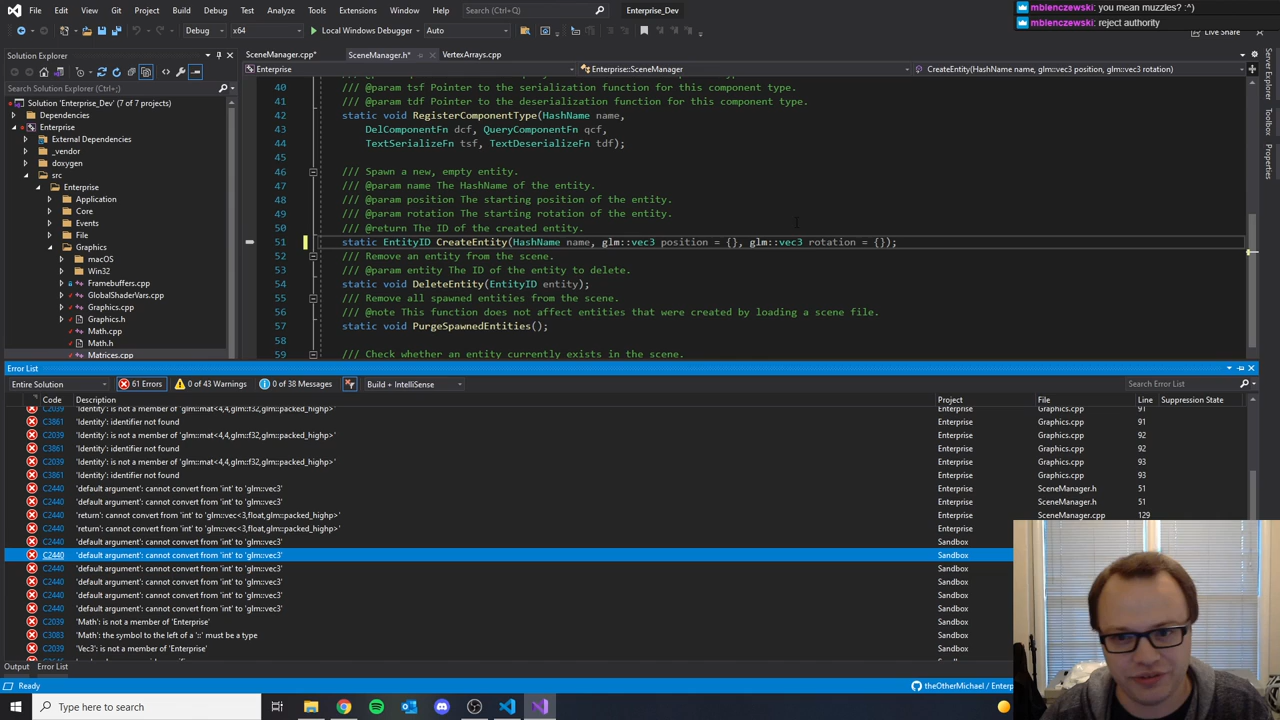 File Edit View Git Project Build Debug Test Analyze Tools Extensions Window Help Search (Ctrl+Q) Enterprise_Dev
mbienczewski: you mean muzzles? :^)
mbienczewski: reject authority
Debug x64 Local Windows Debugger Auto Live Share
Solution Explorer
Search Solution Explorer (Ctrl+;)
Solution 'Enterprise_Dev' (7 of 7 projects)
Dependencies
Enterprise
External Dependencies
_vendor
doxygen
src
Enterprise
Application
Core
Events
File
Graphics
macOS
Win32
Framebuffers.cpp
GlobalShaderVars.cpp
Graphics.cpp
Graphics.h
Math.cpp
Math.h
Matrices.cpp
SceneManager.cpp* SceneManager.h* VertexArrays.cpp
Enterprise Enterprise::SceneManager CreateEntity(HashName name, glm::vec3 position, glm::vec3 rotation)
40 /// @param tsf Pointer to the serialization function for this component type.
41 /// @param tdf Pointer to the deserialization function for this component type.
42 static void RegisterComponentType(HashName name,
43 DelComponentFn dcf, QueryComponentFn qcf,
44 TextSerializeFn tsf, TextDeserializeFn tdf);
45
46 /// Spawn a new, empty entity.
47 /// @param name The HashName of the entity.
48 /// @param position The starting position of the entity.
49 /// @param rotation The starting rotation of the entity.
50 /// @return The ID of the created entity.
51 static EntityID CreateEntity(HashName name, glm::vec3 position = {}, glm::vec3 rotation = {});
52 /// Remove an entity from the scene.
53 /// @param entity The ID of the entity to delete.
54 static void DeleteEntity(EntityID entity);
55 /// Remove all spawned entities from the scene.
56 /// @note This function does not affect entities that were created by loading a scene file.
57 static void PurgeSpawnedEntities();
58
59 /// Check whether an entity currently exists in the scene.
Server Explorer
Toolbox
Properties
Error List
Entire Solution 61 Errors 0 of 43 Warnings 0 of 38 Messages Build + IntelliSense Search Error List
Code Description Project File Line Suppression State
C2039 'Identity': is not a member of 'glm::mat<4,4,glm::f32,glm::packed_highp>' Enterprise Graphics.cpp 91
C3861 'Identity': identifier not found Enterprise Graphics.cpp 91
C2039 'Identity': is not a member of 'glm::mat<4,4,glm::f32,glm::packed_highp>' Enterprise Graphics.cpp 92
C3861 'Identity': identifier not found Enterprise Graphics.cpp 92
C2039 'Identity': is not a member of 'glm::mat<4,4,glm::f32,glm::packed_highp>' Enterprise Graphics.cpp 93
C3861 'Identity': identifier not found Enterprise Graphics.cpp 93
C2440 'default argument': cannot convert from 'int' to 'glm::vec3' Enterprise SceneManager.h 51
C2440 'default argument': cannot convert from 'int' to 'glm::vec3' Enterprise SceneManager.h 51
C2440 'return': cannot convert from 'int' to 'glm::vec<3,float,glm::packed_highp>' Enterprise SceneManager.cpp 129
C2440 'return': cannot convert from 'int' to 'glm::vec<3,float,glm::packed_highp>' Enterprise
C2440 'default argument': cannot convert from 'int' to 'glm::vec3' Sandbox
C2440 'default argument': cannot convert from 'int' to 'glm::vec3' Sandbox
C2440 'default argument': cannot convert from 'int' to 'glm::vec3' Sandbox
C2440 'default argument': cannot convert from 'int' to 'glm::vec3' Sandbox
C2440 'default argument': cannot convert from 'int' to 'glm::vec3' Sandbox
C2440 'default argument': cannot convert from 'int' to 'glm::vec3' Sandbox
C2039 'Math': is not a member of 'Enterprise' Sandbox
C3083 'Math': the symbol to the left of a '::' must be a type Sandbox
C2039 'Vec3': is not a member of 'Enterprise' Sandbox
Output Error List
Ready theOtherMichael / Enterp
Type here to search